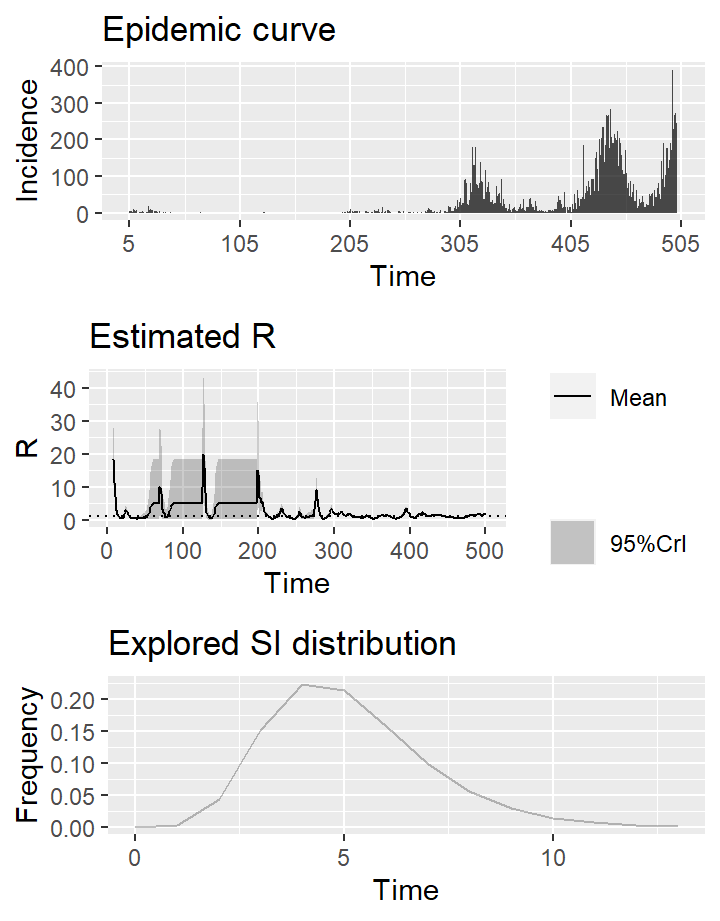 Epidemic curve
400
300
200
100
0
Incidence
5 105 205 305 405 505
Time
Estimated R
40
30
20
10
0
R
0 100 200 300 400 500
Time
Mean
95%CrI
Explored SI distribution
0.20
0.15
0.10
0.05
0.00
Frequency
0 5 10
Time